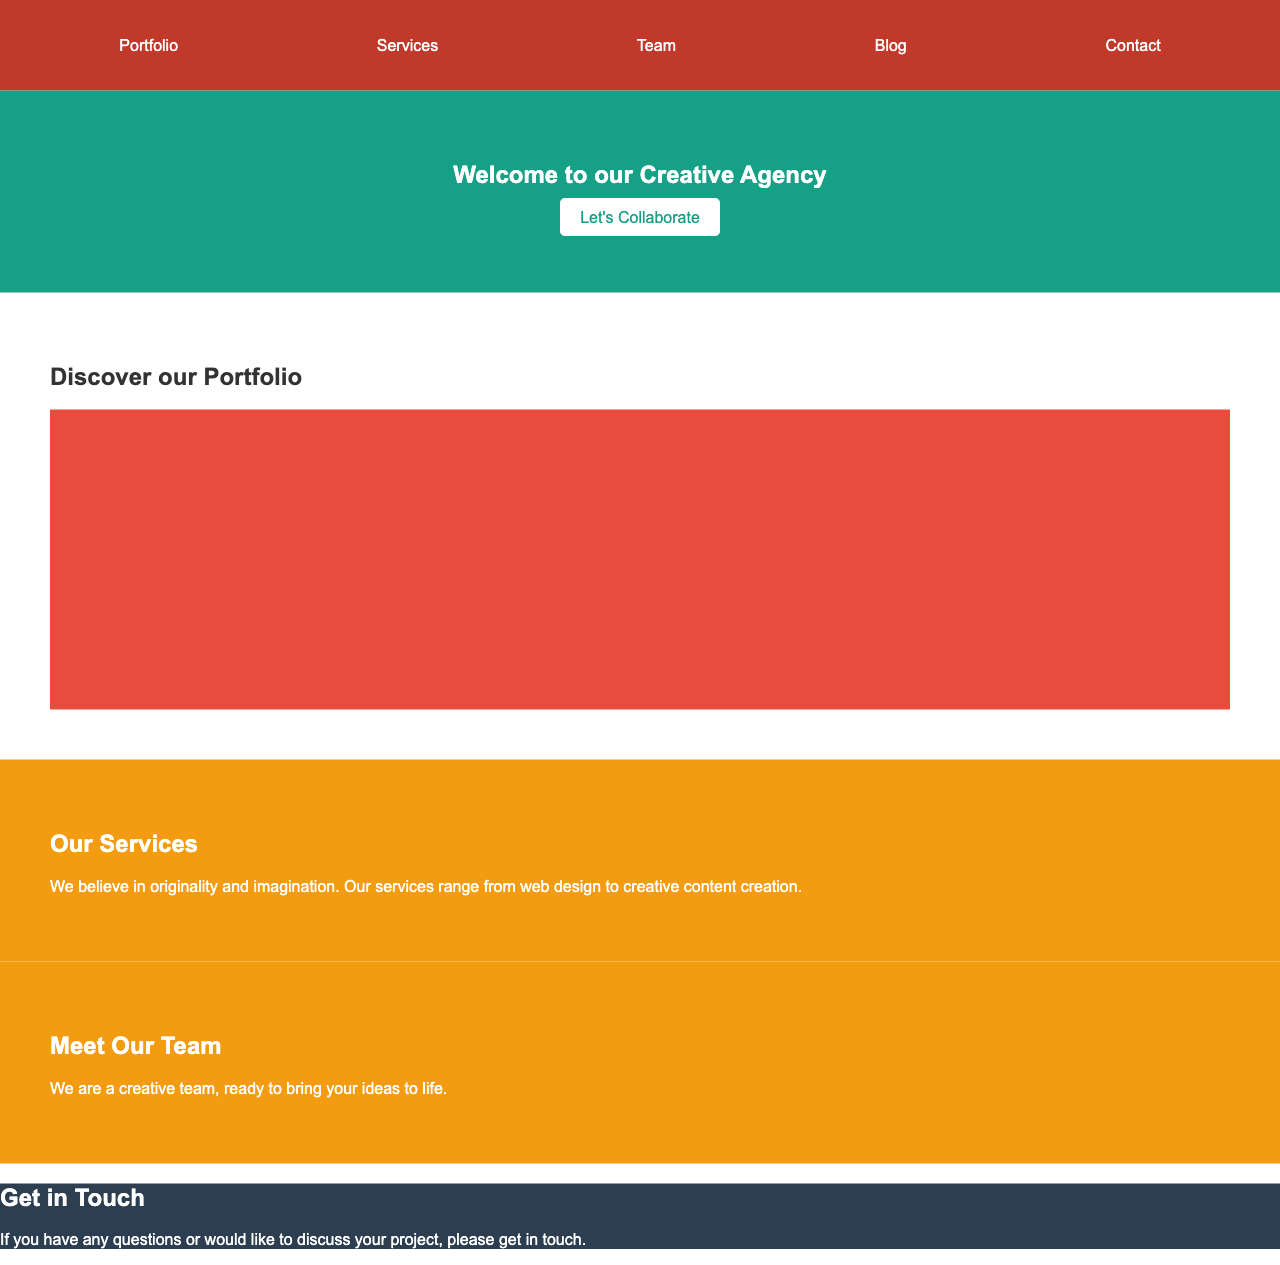 Portfolio Services Team Blog Contact
Welcome to our Creative Agency
Let's Collaborate
Discover our Portfolio
Our Services
We believe in originality and imagination. Our services range from web design to creative content creation.
Meet Our Team
We are a creative team, ready to bring your ideas to life.
Get in Touch
If you have any questions or would like to discuss your project, please get in touch.